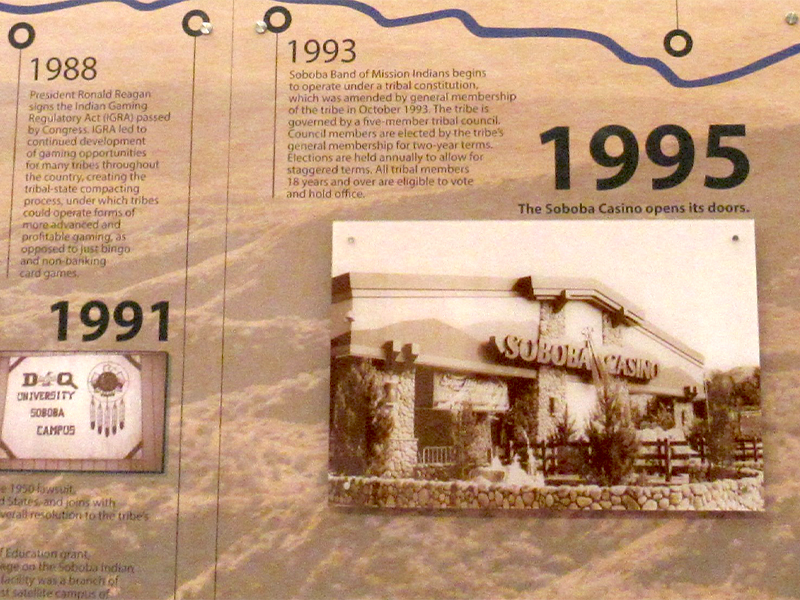 1988
President Ronald Reagan
signs the Indian Gaming
Regulatory Act (IGRA) passed
by Congress. IGRA led to
continued development
of gaming opportunities
for many tribes throughout
the country, creating the
tribal-state compacting
process, under which tribes
could operate forms of
more advanced and
profitable gaming, as
opposed to just bingo
and non-banking
card games.
1991
D-Q
UNIVERSITY
SOBOBA
CAMPUS
e 1950 lawsuit,
d States, and joins with
verall resolution to the tribe's
f Education grant,
age on the Soboba Indian
facility was a branch of
st satellite campus of
1993
Soboba Band of Mission Indians begins
to operate under a tribal constitution,
which was amended by general membership
of the tribe in October 1993. The tribe is
governed by a five-member tribal council.
Council members are elected by the tribe's
general membership for two-year terms.
Elections are held annually to allow for
staggered terms. All tribal members
18 years and over are eligible to vote
and hold office.
1995
The Soboba Casino opens its doors.
SOBOBA CASINO